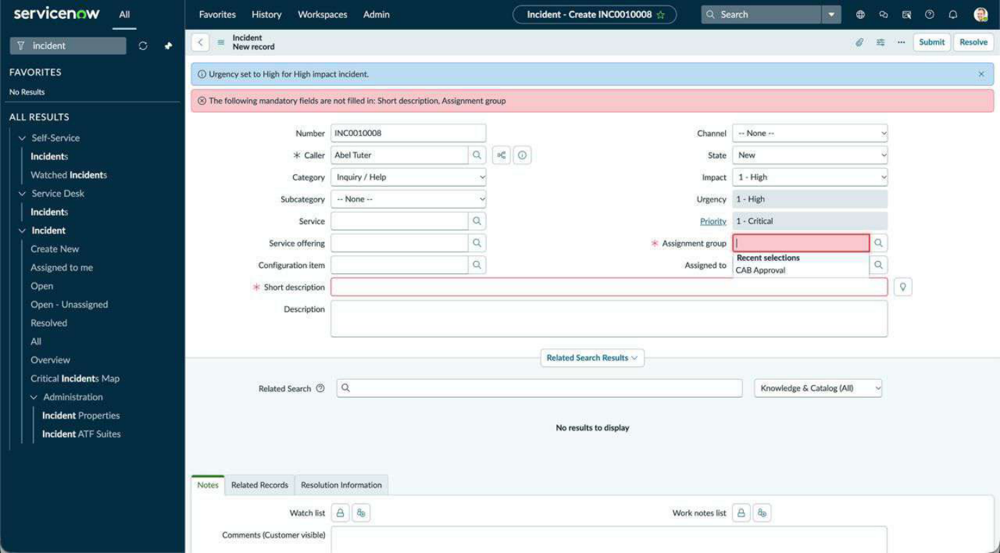 servicenow All Favorites History Workspaces Admin Incident - Create INC0010008 Search
incident
FAVORITES
No Results
ALL RESULTS
Self-Service
Incidents
Watched Incidents
Service Desk
Incidents
Incident
Create New
Assigned to me
Open
Open - Unassigned
Resolved
All
Overview
Critical Incidents Map
Administration
Incident Properties
Incident ATF Suites
Incident
New record
Submit Resolve
Urgency set to High for High impact incident.
The following mandatory fields are not filled in: Short description, Assignment group
Number INC0010008
Caller Abel Tuter
Category Inquiry / Help
Subcategory -- None --
Service
Service offering
Configuration item
Channel -- None --
State New
Impact 1 - High
Urgency 1 - High
Priority 1 - Critical
Assignment group
Recent selections
CAB Approval
Assigned to
Short description
Description
Related Search Results
Related Search Knowledge & Catalog (All)
No results to display
Notes Related Records Resolution Information
Watch list Work notes list
Comments (Customer visible)